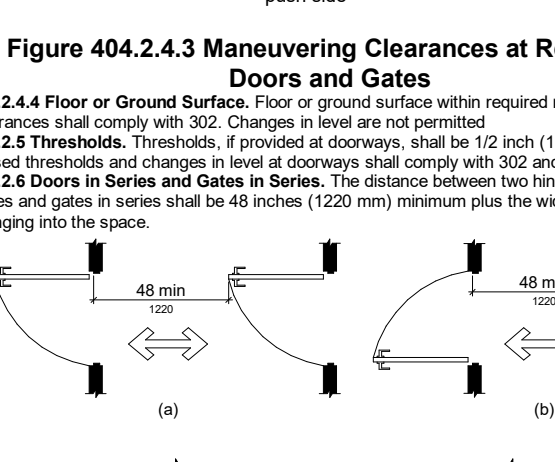 push side
Figure 404.2.4.3 Maneuvering Clearances at R
Doors and Gates
.2.4.4 Floor or Ground Surface. Floor or ground surface within required
rances shall comply with 302. Changes in level are not permitted
.2.5 Thresholds. Thresholds, if provided at doorways, shall be 1/2 inch (1
sed thresholds and changes in level at doorways shall comply with 302 and
.2.6 Doors in Series and Gates in Series. The distance between two hin
es and gates in series shall be 48 inches (1220 mm) minimum plus the wi
nging into the space.
48 min
1220
48 m
1220
(a)
(b)